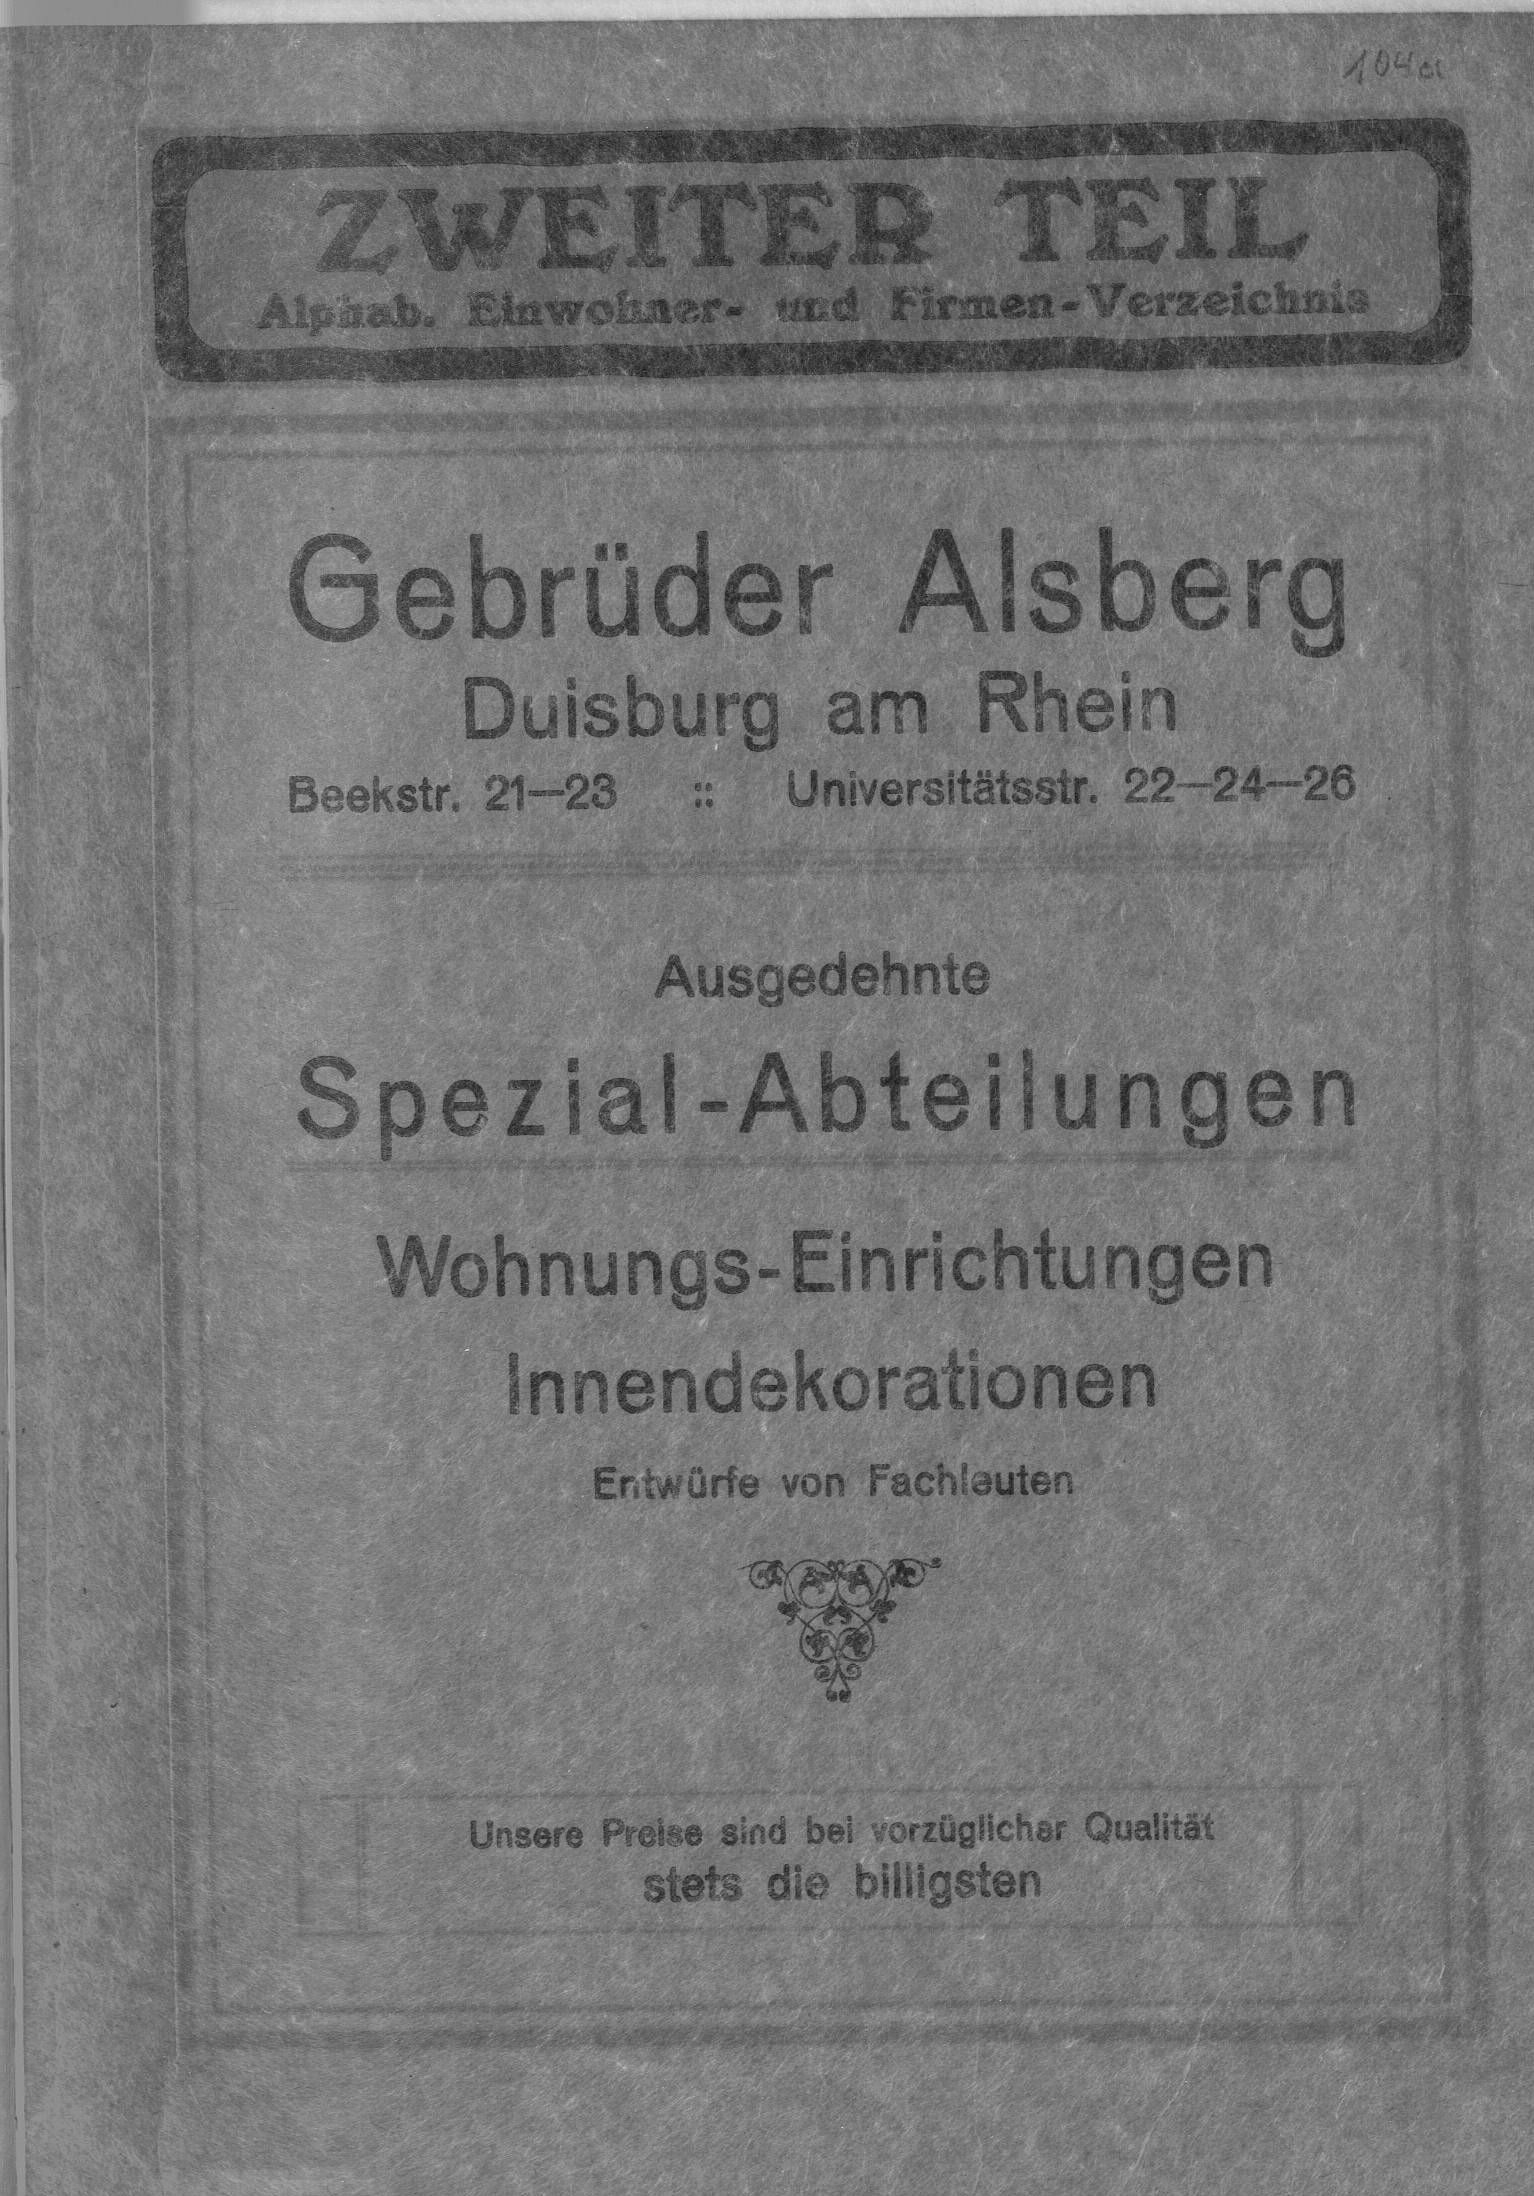 104a
ZWEITER TEIL
Alphab. Einwohner- und Firmen-Verzeichnis
Gebrüder Alsberg
Duisburg am Rhein
Beekstr. 21—23 :: Universitätsstr. 22—24—26
Ausgedehnte
Spezial-Abteilungen
Wohnungs-Einrichtungen
Innendekorationen
Entwürfe von Fachleuten
Unsere Preise sind bei vorzüglicher Qualität
stets die billigsten